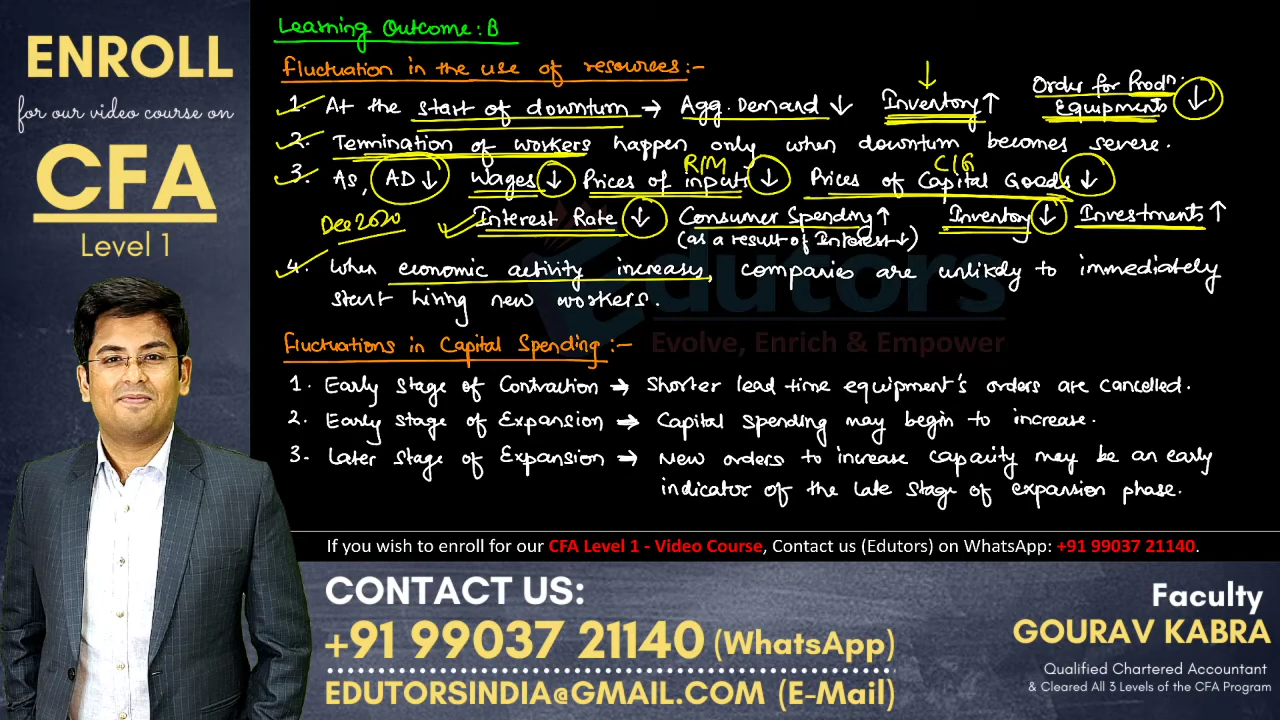 ENROLL
for our video course on
CFA
Level 1
Learning Outcome: B
Fluctuation in the use of resources:-
1. At the start of downturn → Agg. Demand ↓ Inventory ↑ Order for Prodn. Equipments ↓
2. Termination of workers happen only when downturn becomes severe.
3. As, AD ↓ Wages ↓ Prices of inputs ↓ Prices of Capital Goods ↓
R/M
C/G
Dec 2020
Interest Rate ↓ Consumer Spending ↑ Inventory ↓ Investments ↑
(as a result of Interest ↓)
4. When economic activity increases, companies are unlikely to immediately
start hiring new workers.
Edutors
Evolve, Enrich & Empower
Fluctuations in Capital Spending:-
1. Early stage of Contraction → Shorter lead time equipment's orders are cancelled.
2. Early stage of Expansion → Capital Spending may begin to increase.
3. Later Stage of Expansion → New orders to increase capacity may be an early
indicator of the late stage of expansion phase.
If you wish to enroll for our CFA Level 1 - Video Course, Contact us (Edutors) on WhatsApp: +91 99037 21140.
CONTACT US:
+91 99037 21140 (WhatsApp)
EDUTORSINDIA@GMAIL.COM (E-Mail)
Faculty
GOURAV KABRA
Qualified Chartered Accountant
& Cleared All 3 Levels of the CFA Program